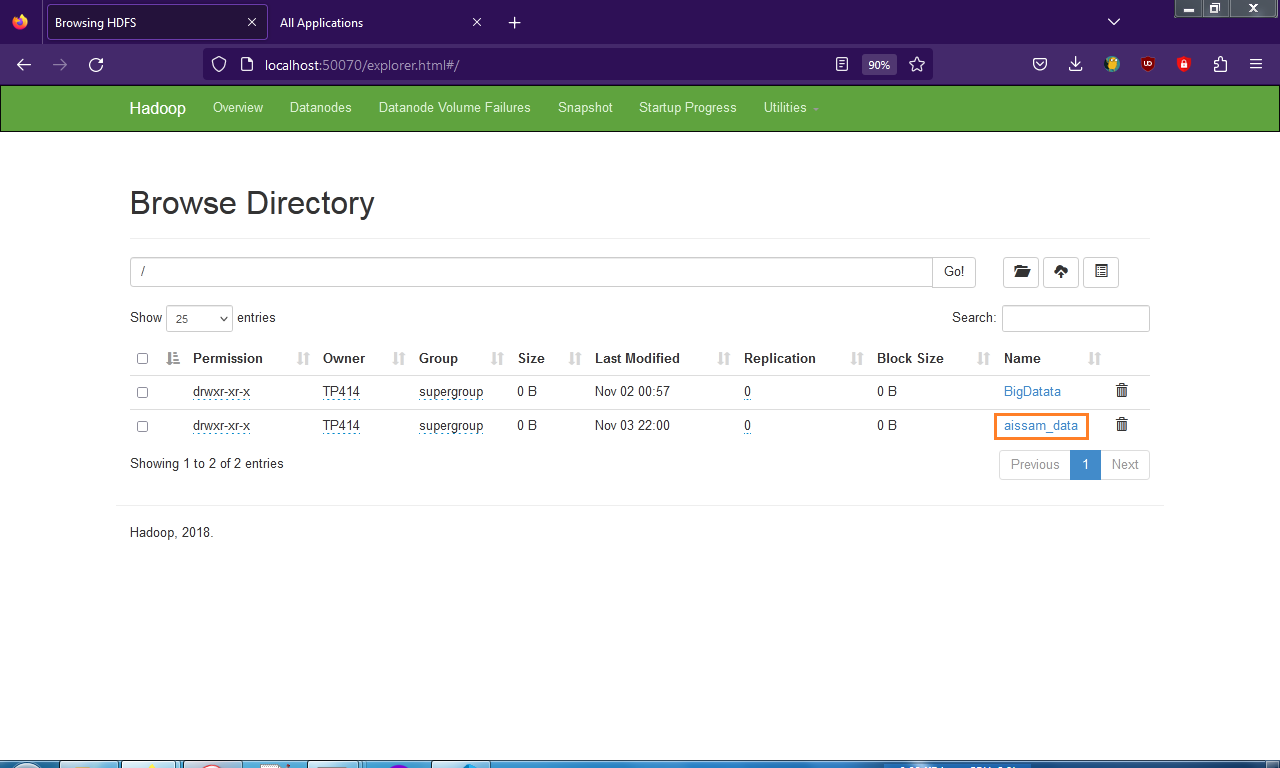 Browsing HDFS
All Applications
localhost:50070/explorer.html#/
90%
Hadoop Overview Datanodes Datanode Volume Failures Snapshot Startup Progress Utilities
Browse Directory
/ Go!
Show 25 entries Search:
Permission Owner Group Size Last Modified Replication Block Size Name
drwxr-xr-x TP414 supergroup 0 B Nov 02 00:57 0 0 B BigDatata
drwxr-xr-x TP414 supergroup 0 B Nov 03 22:00 0 0 B aissam_data
Showing 1 to 2 of 2 entries Previous 1 Next
Hadoop, 2018.